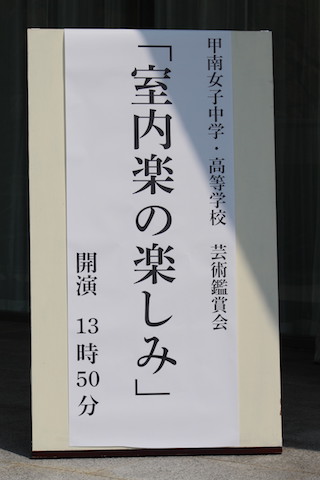 甲南女子中学・高等学校　芸術鑑賞会
「室内楽の楽しみ」
開演　13時50分